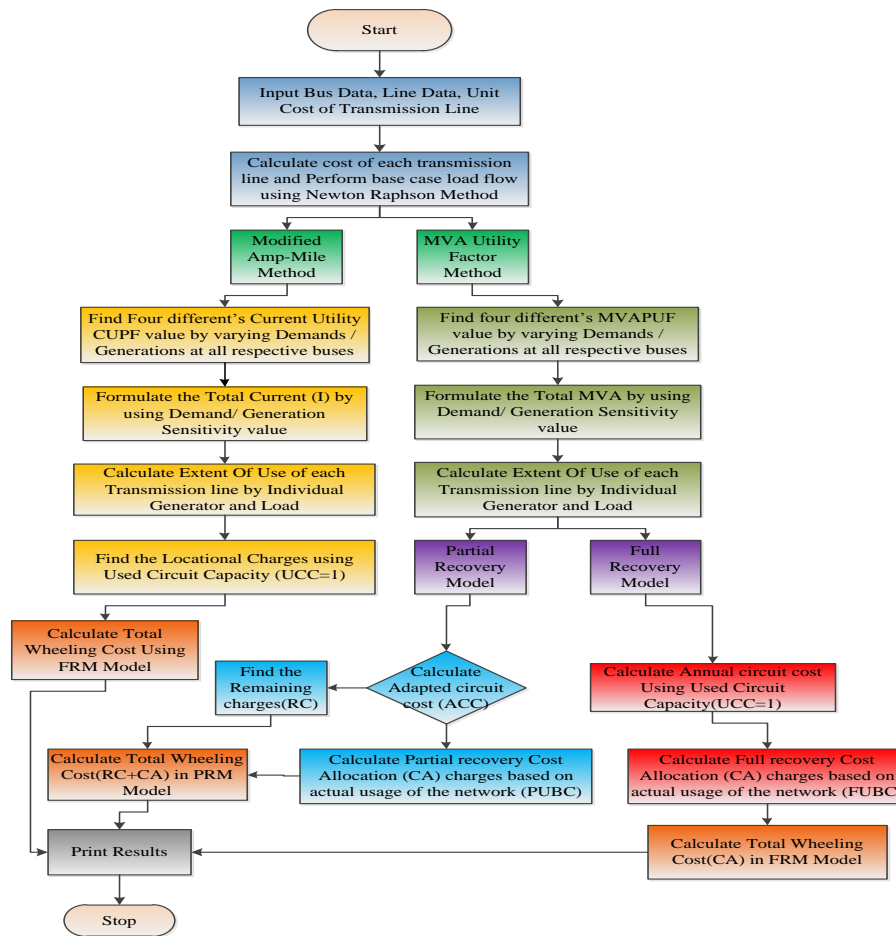 Start
Input Bus Data, Line Data, Unit
Cost of Transmission Line
Calculate cost of each transmission
line and Perform base case load flow
using Newton Raphson Method
Modified
Amp-Mile
Method
MVA Utility
Factor
Method
Find Four different's Current Utility
CUPF value by varying Demands /
Generations at all respective buses
Find four different's MVAPUF
value by varying Demands /
Generations at all respective buses
Formulate the Total Current (I) by
using Demand/ Generation
Sensitivity value
Formulate the Total MVA by using
Demand/ Generation Sensitivity
value
Calculate Extent Of Use of each
Transmission line by Individual
Generator and Load
Calculate Extent Of Use of each
Transmission line by Individual
Generator and Load
Find the Locational Charges using
Used Circuit Capacity (UCC=1)
Partial
Recovery
Model
Full
Recovery
Model
Calculate Total
Wheeling Cost Using
FRM Model
Find the
Remaining
charges(RC)
Calculate
Adapted circuit
cost (ACC)
Calculate Annual circuit cost
Using Used Circuit
Capacity(UCC=1)
Calculate Total Wheeling
Cost(RC+CA) in PRM
Model
Calculate Partial recovery Cost
Allocation (CA) charges based on
actual usage of the network (PUBC)
Calculate Full recovery Cost
Allocation (CA) charges based on
actual usage of the network (FUBC)
Print Results
Calculate Total Wheeling
Cost(CA) in FRM Model
Stop